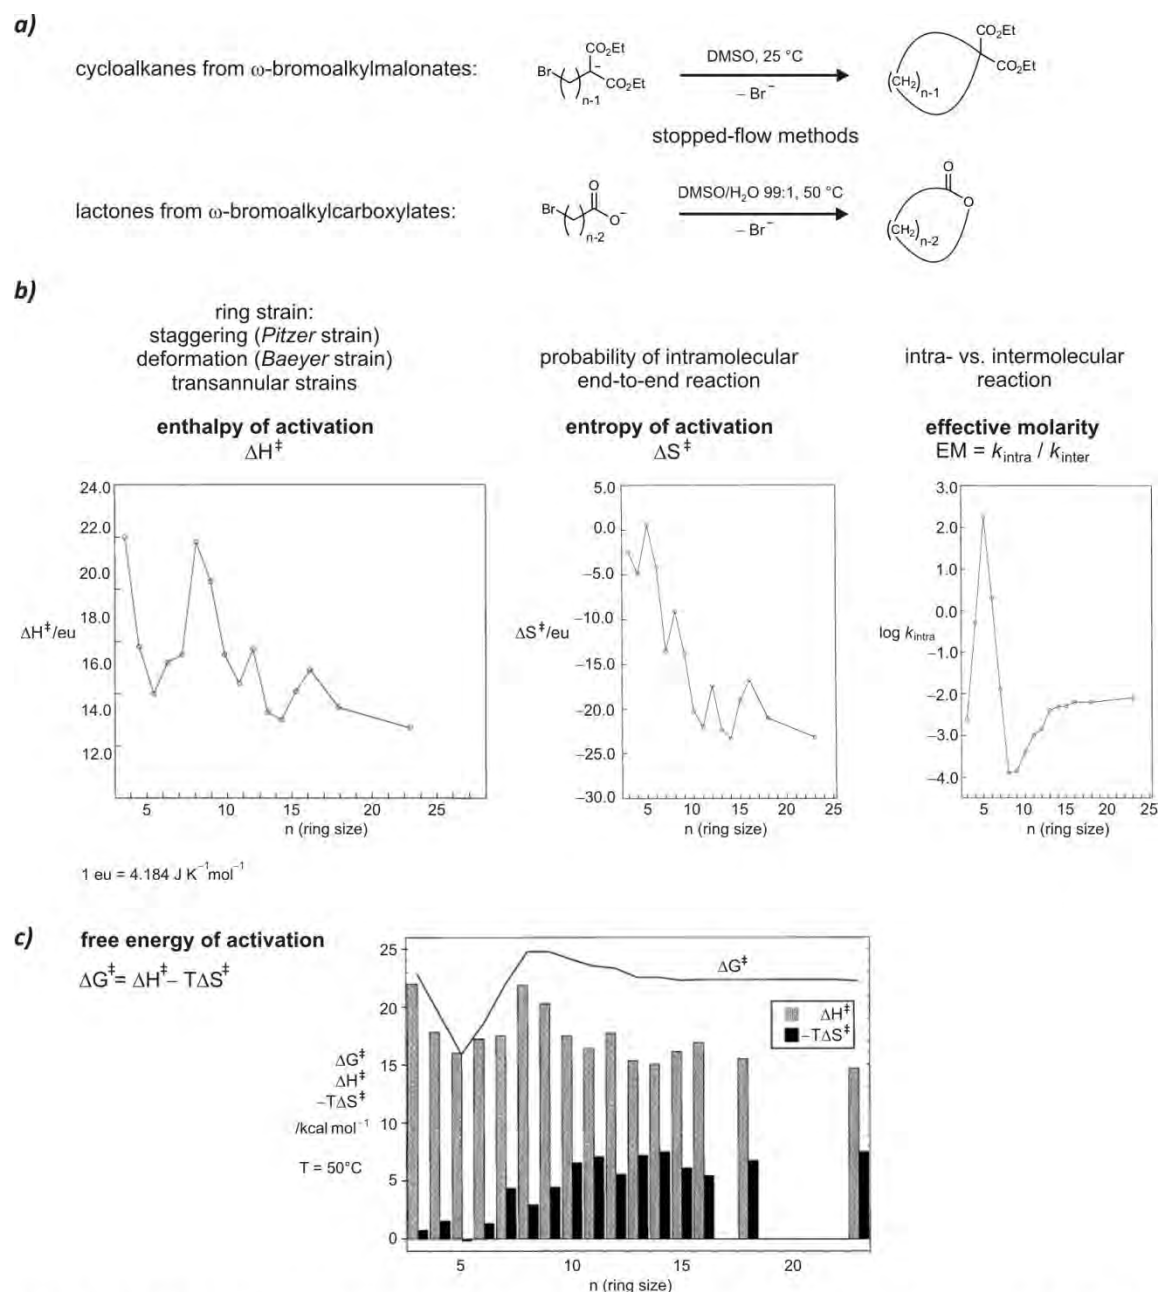 a)
cycloalkanes from ω-bromoalkylmalonates:
Br
( )
n-1
CO₂Et
−
CO₂Et
DMSO, 25 °C
− Br⁻
(CH₂)
n-1
CO₂Et
CO₂Et
stopped-flow methods
lactones from ω-bromoalkylcarboxylates:
Br
( )
n-2
O
O⁻
DMSO/H₂O 99:1, 50 °C
− Br⁻
(CH₂)
n-2
O
O
b)
ring strain:
staggering (Pitzer strain)
deformation (Baeyer strain)
transannular strains
enthalpy of activation
ΔH‡
24.0
22.0
20.0
18.0
16.0
14.0
12.0
ΔH‡/eu
5 10 15 20 25
n (ring size)
probability of intramolecular
end-to-end reaction
entropy of activation
ΔS‡
5.0
0.0
−5.0
−10.0
−15.0
−20.0
−25.0
−30.0
ΔS‡/eu
5 10 15 20 25
n (ring size)
intra- vs. intermolecular
reaction
effective molarity
EM = k intra / k inter
3.0
2.0
1.0
0.0
−1.0
−2.0
−3.0
−4.0
log k intra
5 10 15 20 25
n (ring size)
1 eu = 4.184 J K⁻¹mol⁻¹
c)
free energy of activation
ΔG‡= ΔH‡− TΔS‡
25
20
15
10
5
0
ΔG‡
ΔH‡
−TΔS‡
/kcal mol⁻¹
T = 50°C
ΔG‡
ΔH‡
−TΔS‡
5 10 15 20
n (ring size)